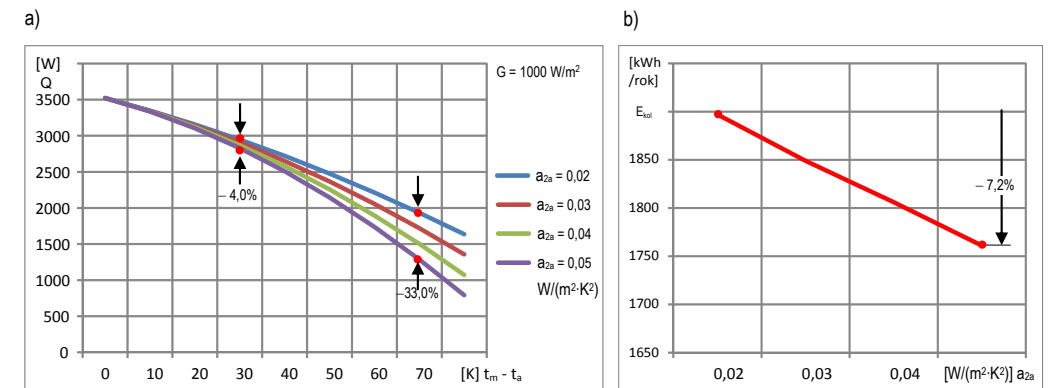 a)
[W]
Q
3500
3000
2500
2000
1500
1000
500
0
0 10 20 30 40 50 60 70 [K] tm - ta
G = 1000 W/m²
– 4,0%
–33,0%
a2a = 0,02
a2a = 0,03
a2a = 0,04
a2a = 0,05
W/(m²·K²)
b)
[kWh
/rok]
Ekol
1850
1800
1750
1700
1650
0,02 0,03 0,04 [W/(m²·K²)] a2a
– 7,2%